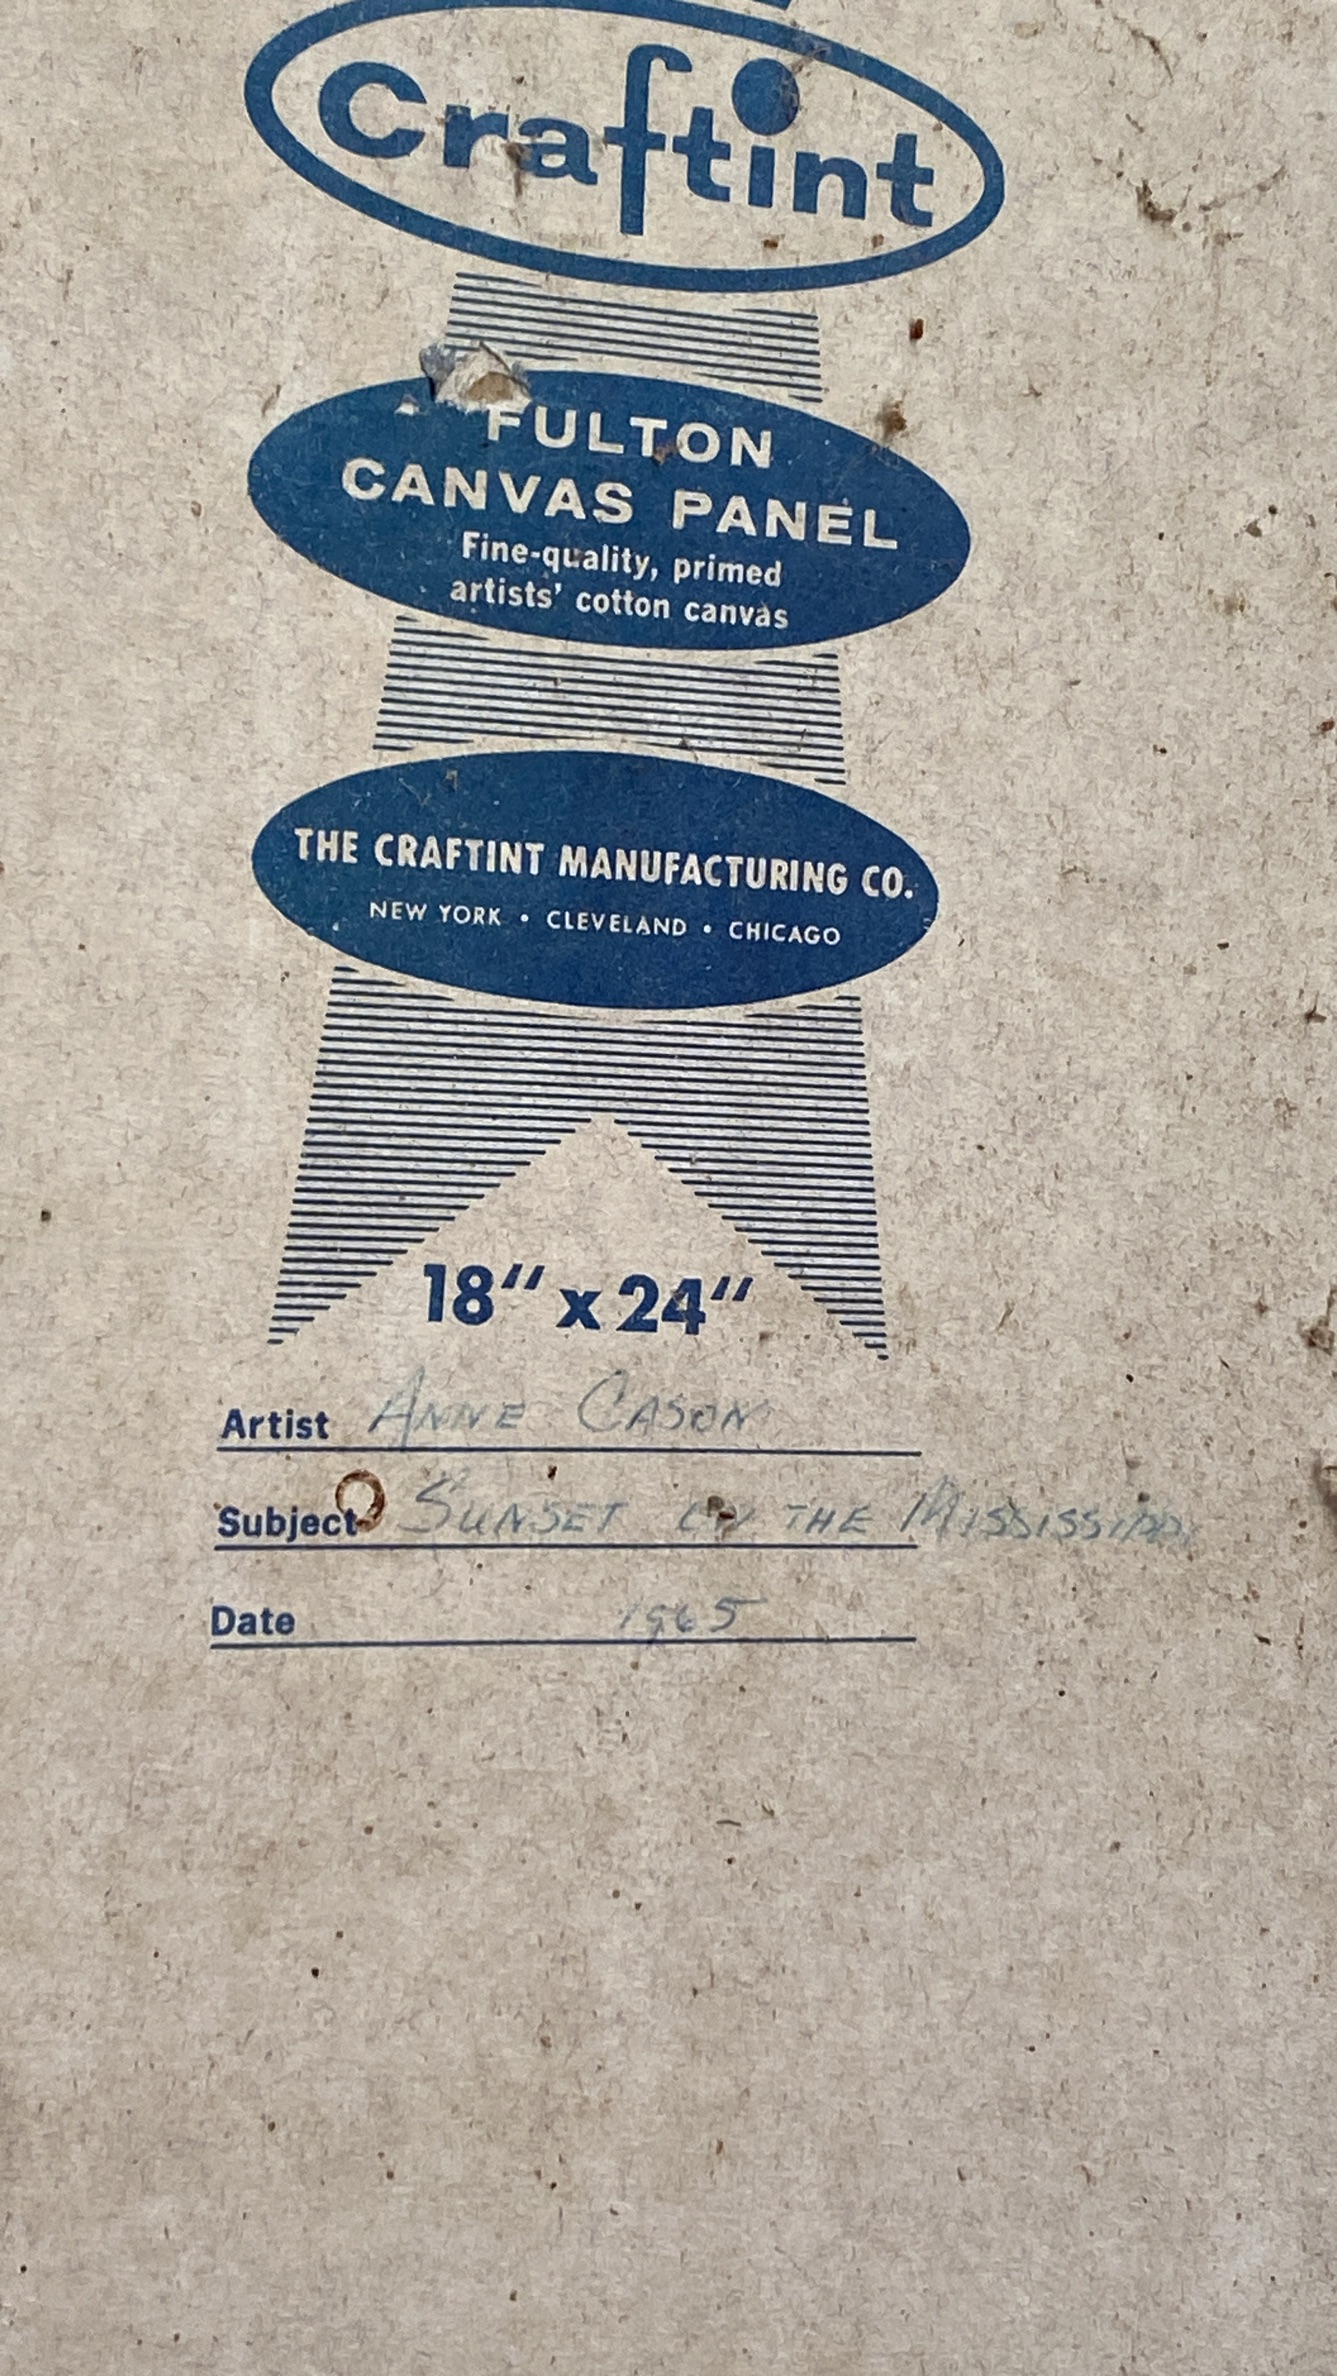 Craftint
FULTON
CANVAS PANEL
Fine-quality, primed
artists' cotton canvas
THE CRAFTINT MANUFACTURING CO.
NEW YORK • CLEVELAND • CHICAGO
18" x 24"
Artist ANNE CASON
Subject SUNSET ON THE MISSISSIPPI
Date 1965